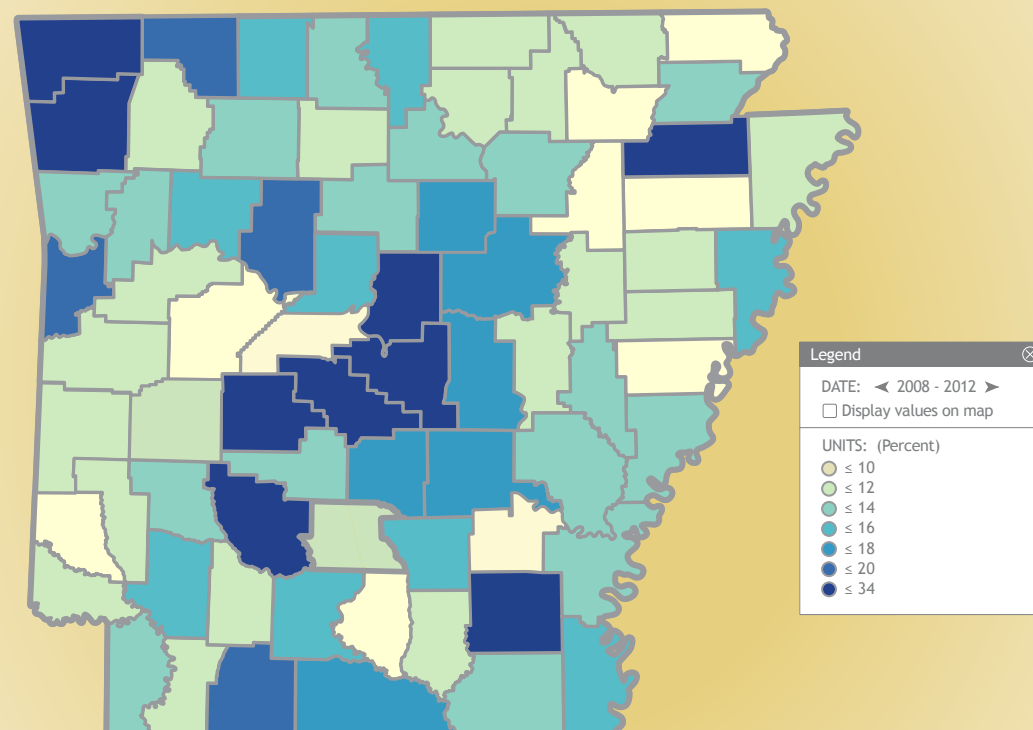 Legend
DATE: 2008 - 2012
Display values on map
UNITS: (Percent)
≤ 10
≤ 12
≤ 14
≤ 16
≤ 18
≤ 20
≤ 34